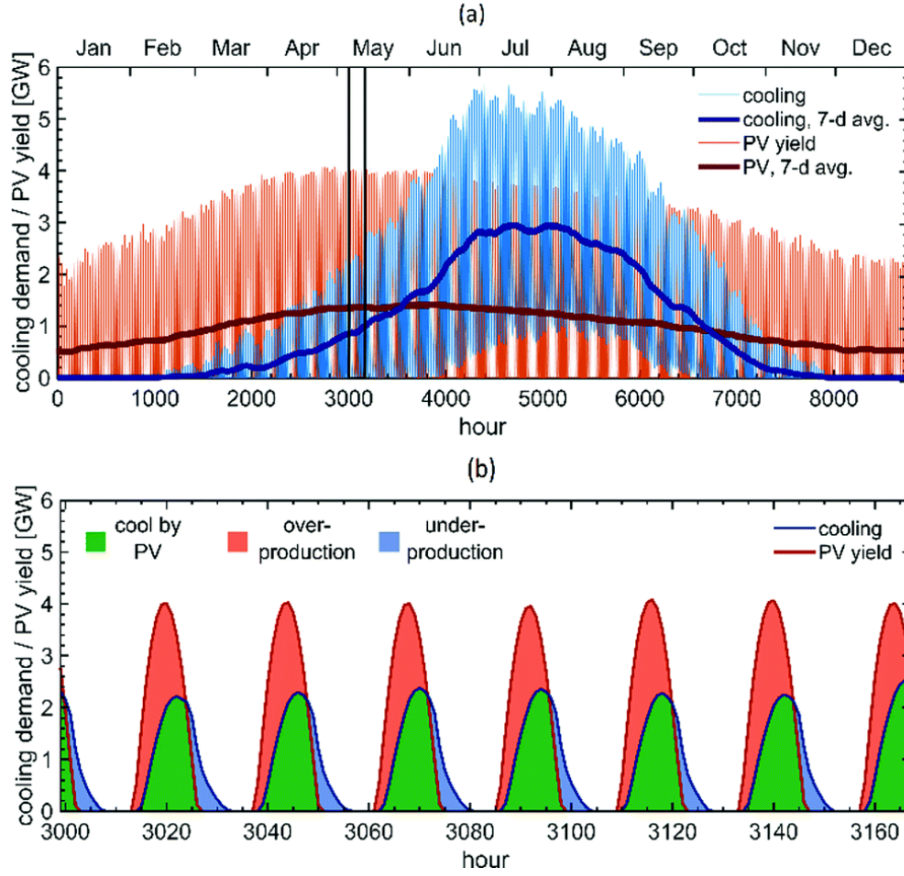 (a)
Jan Feb Mar Apr May Jun Jul Aug Sep Oct Nov Dec
cooling demand / PV yield [GW]
6
5
4
3
2
1
0
cooling
cooling, 7-d avg.
PV yield
PV, 7-d avg.
0 1000 2000 3000 4000 5000 6000 7000 8000
hour
(b)
cooling demand / PV yield [GW]
6
5
4
3
2
1
0
cool by
PV
over-
production
under-
production
cooling
PV yield
3000 3020 3040 3060 3080 3100 3120 3140 3160
hour